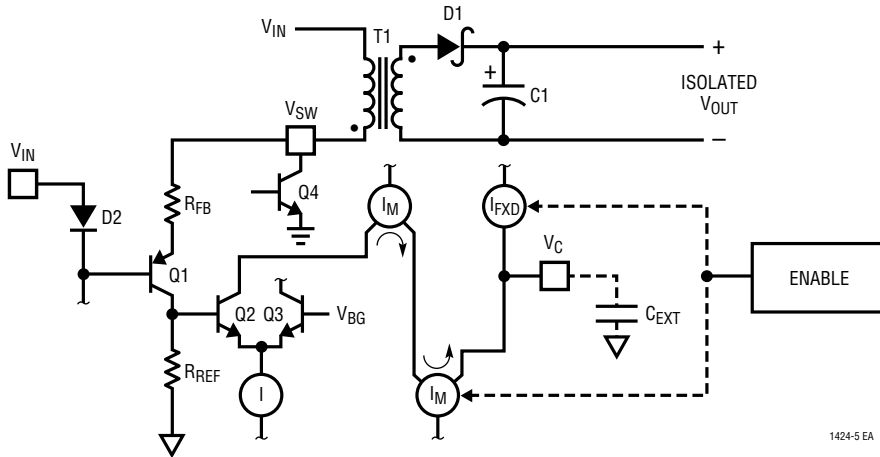 V_IN
T1
D1
+
+
C1
ISOLATED
V_OUT
−
V_SW
V_IN
D2
R_FB
Q4
I_M
I_FXD
V_C
ENABLE
Q1
Q2
Q3
V_BG
C_EXT
R_REF
I
I_M
1424-5 EA